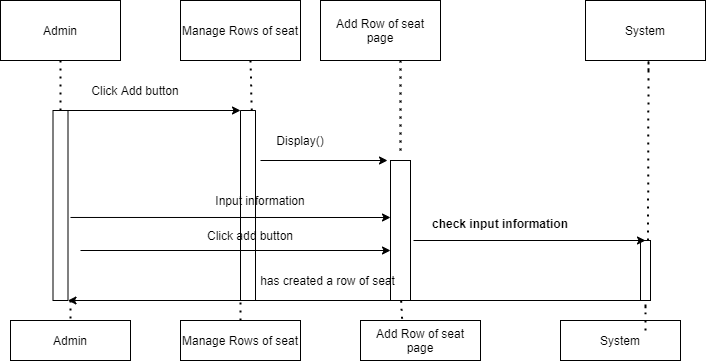 Admin
Manage Rows of seat
Add Row of seat
page
System
Click Add button
Display()
Input information
check input information
Click add button
has created a row of seat
Admin
Manage Rows of seat
Add Row of seat
page
System